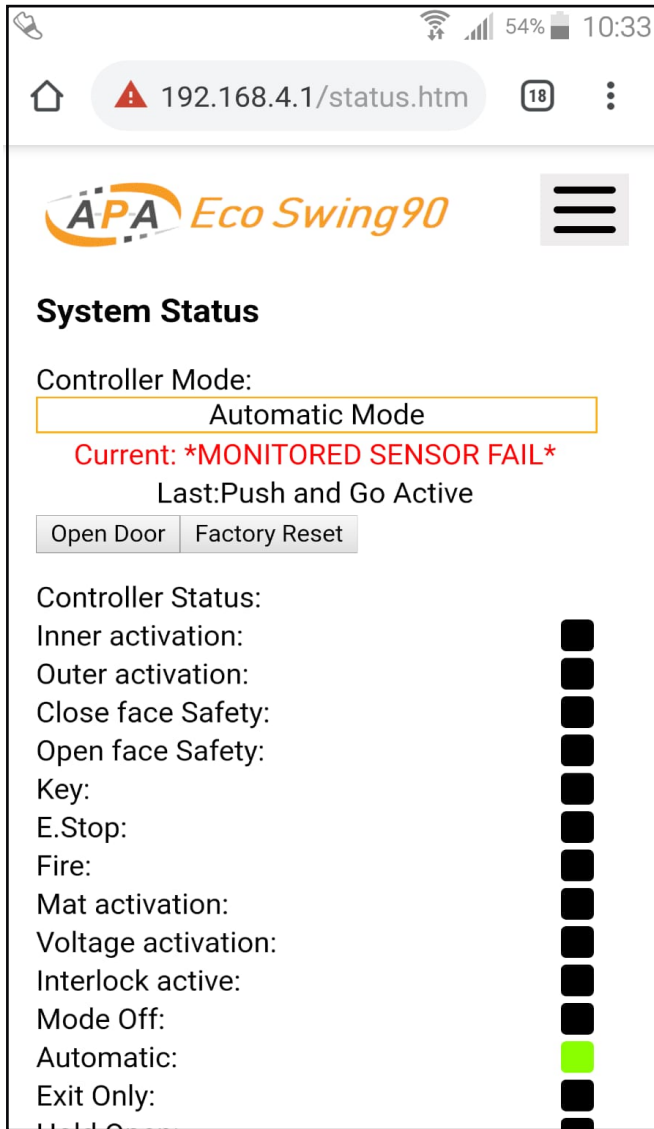 54% 10:33
192.168.4.1/status.htm 18
APA Eco Swing90
System Status
Controller Mode:
Automatic Mode
Current: *MONITORED SENSOR FAIL*
Last:Push and Go Active
Open Door Factory Reset
Controller Status:
Inner activation:
Outer activation:
Close face Safety:
Open face Safety:
Key:
E.Stop:
Fire:
Mat activation:
Voltage activation:
Interlock active:
Mode Off:
Automatic:
Exit Only:
Hold Open: